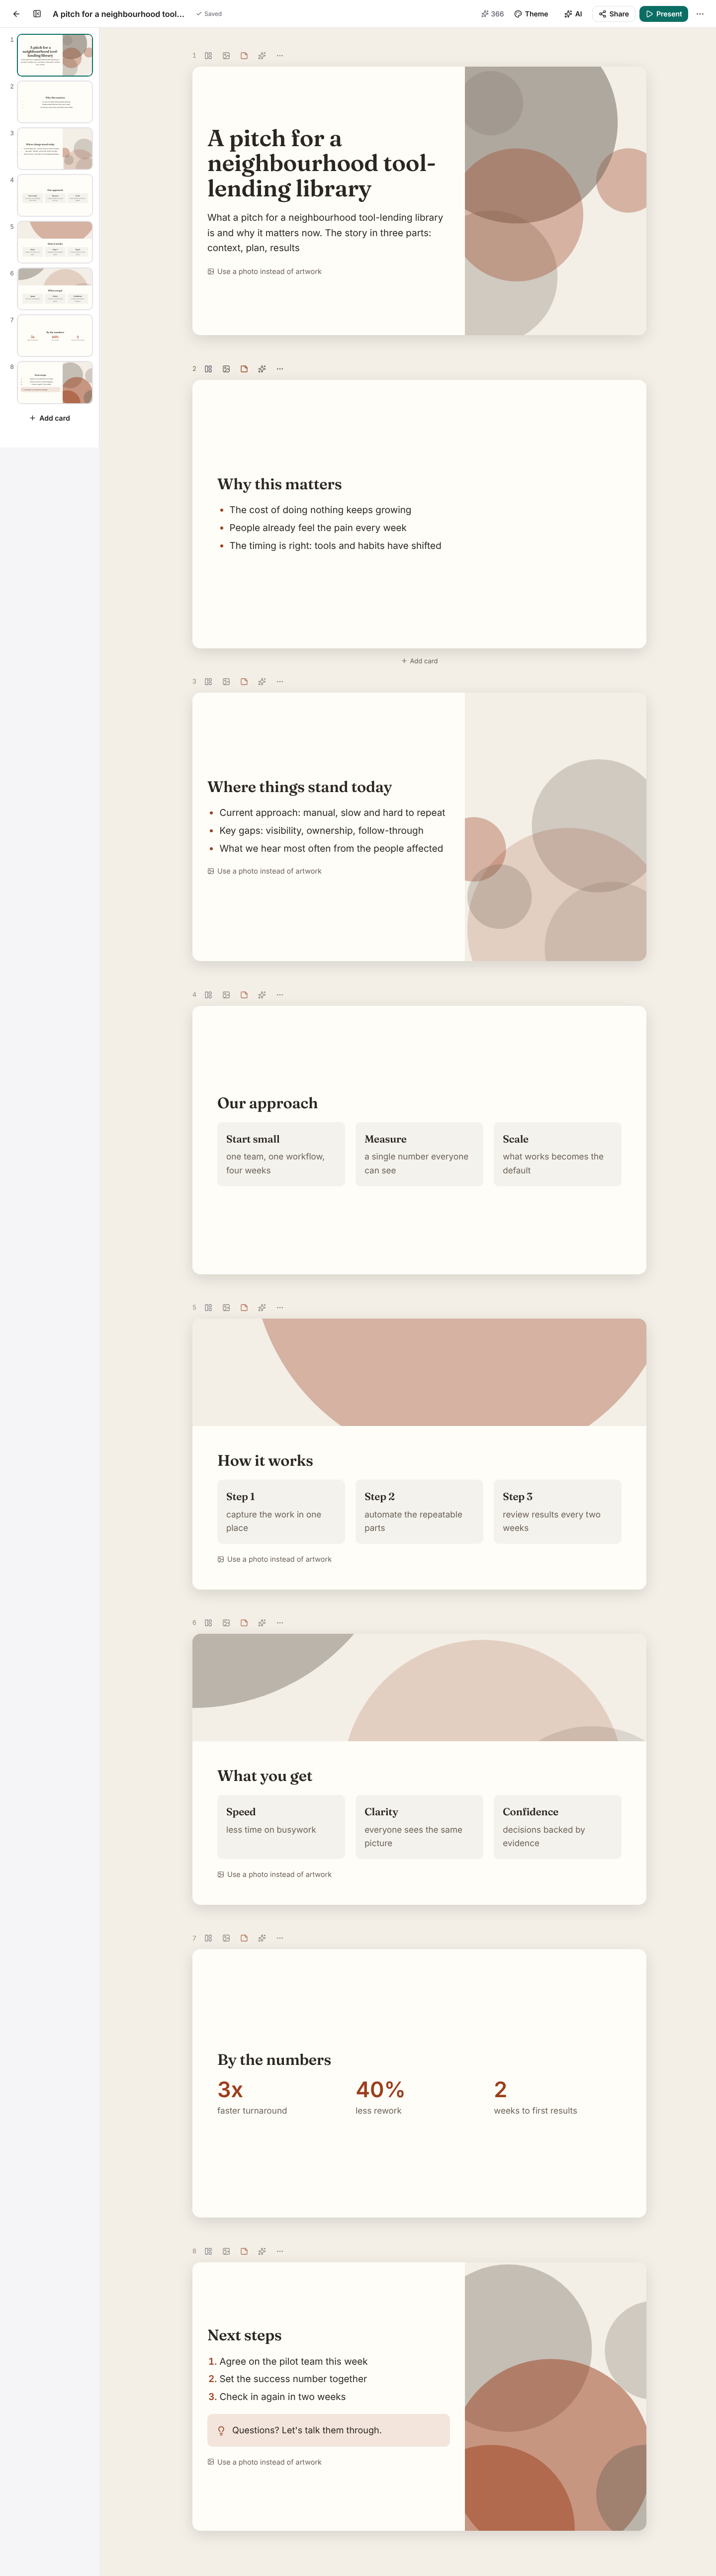 A pitch for a neighbourhood tool...
Saved
366
Theme
AI
Share
Present
1
2
3
4
5
6
7
8
Add card
1
A pitch for a
neighbourhood tool-
lending library
What a pitch for a neighbourhood tool-lending library
is and why it matters now. The story in three parts:
context, plan, results
Use a photo instead of artwork
2
Why this matters
• The cost of doing nothing keeps growing
• People already feel the pain every week
• The timing is right: tools and habits have shifted
Add card
3
Where things stand today
• Current approach: manual, slow and hard to repeat
• Key gaps: visibility, ownership, follow-through
• What we hear most often from the people affected
Use a photo instead of artwork
4
Our approach
Start small
one team, one workflow,
four weeks
Measure
a single number everyone
can see
Scale
what works becomes the
default
5
How it works
Step 1
capture the work in one
place
Step 2
automate the repeatable
parts
Step 3
review results every two
weeks
Use a photo instead of artwork
6
What you get
Speed
less time on busywork
Clarity
everyone sees the same
picture
Confidence
decisions backed by
evidence
Use a photo instead of artwork
7
By the numbers
3x
faster turnaround
40%
less rework
2
weeks to first results
8
Next steps
1. Agree on the pilot team this week
2. Set the success number together
3. Check in again in two weeks
Questions? Let's talk them through.
Use a photo instead of artwork